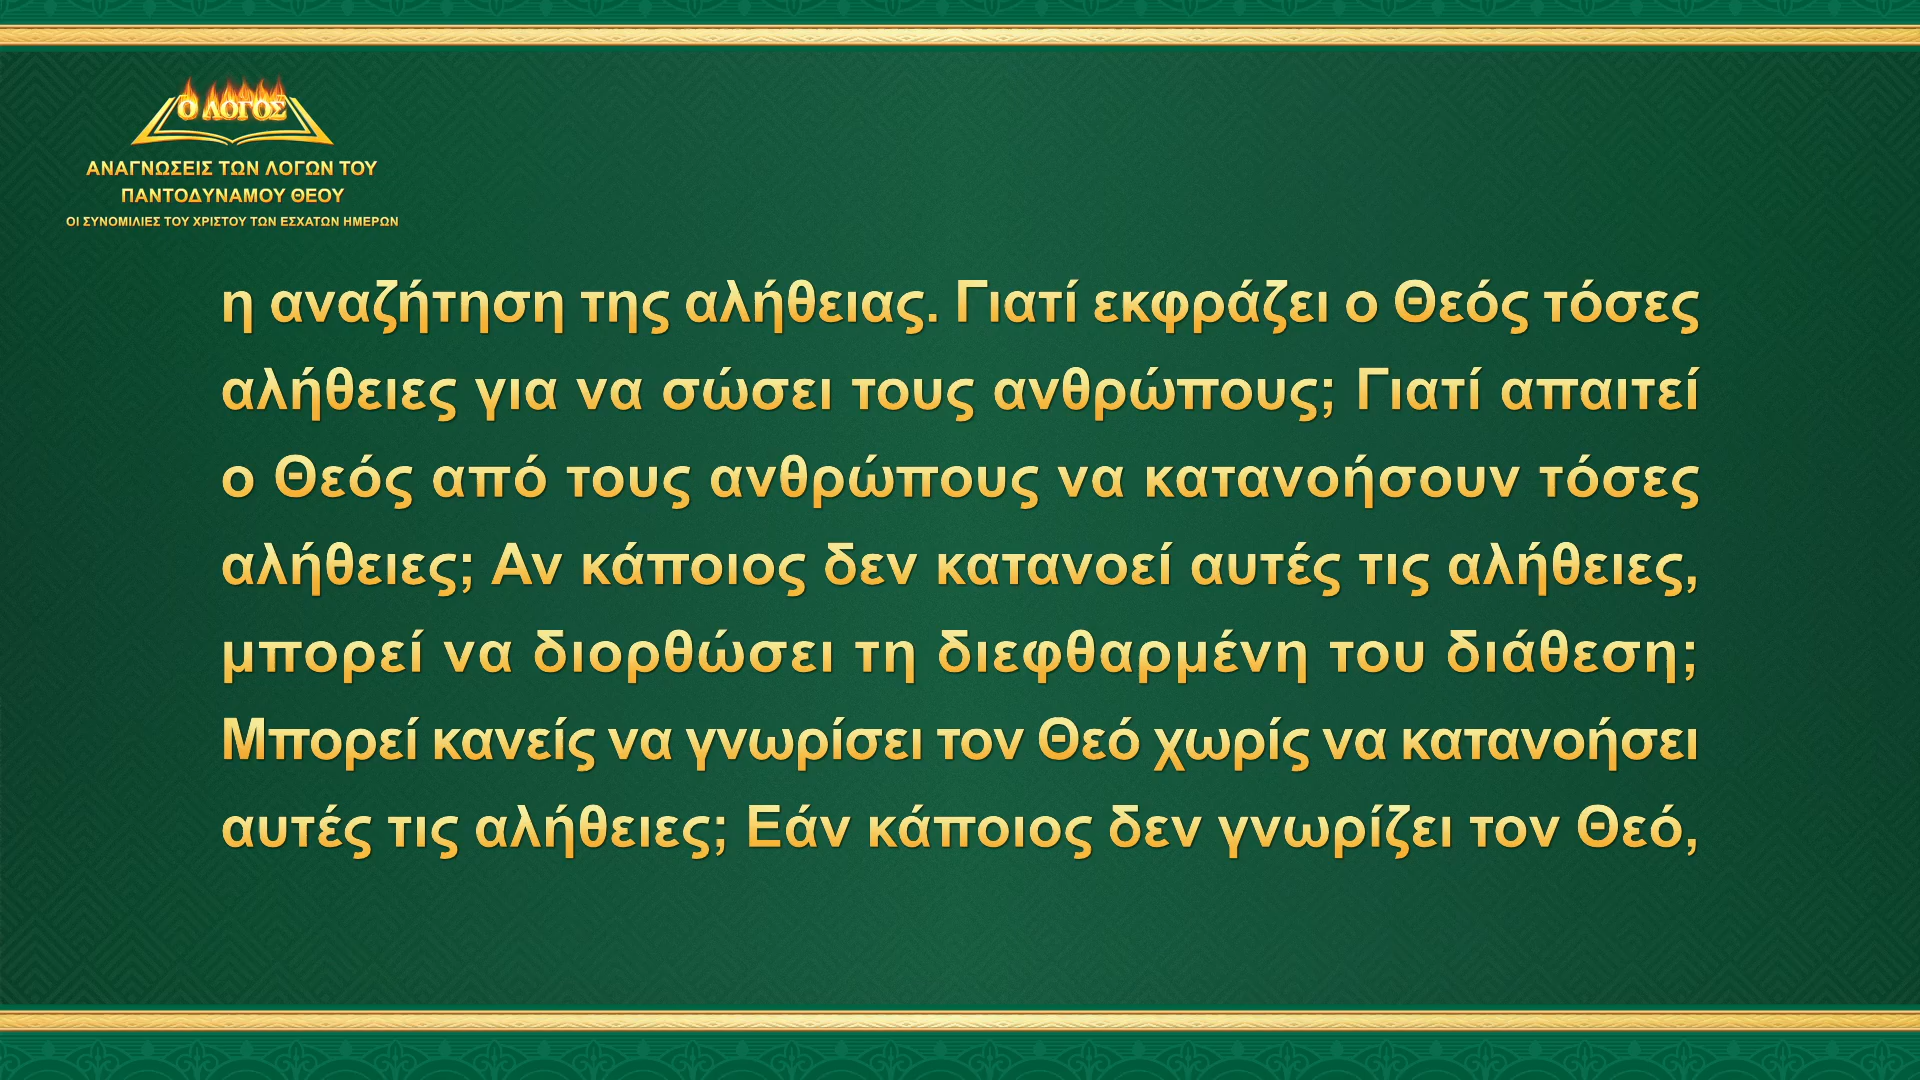 Ο ΛΟΓΟΣ
ΑΝΑΓΝΩΣΕΙΣ ΤΩΝ ΛΟΓΩΝ ΤΟΥ
ΠΑΝΤΟΔΥΝΑΜΟΥ ΘΕΟΥ
ΟΙ ΣΥΝΟΜΙΛΙΕΣ ΤΟΥ ΧΡΙΣΤΟΥ ΤΩΝ ΕΣΧΑΤΩΝ ΗΜΕΡΩΝ
η αναζήτηση της αλήθειας. Γιατί εκφράζει ο Θεός τόσες
αλήθειες για να σώσει τους ανθρώπους; Γιατί απαιτεί
ο Θεός από τους ανθρώπους να κατανοήσουν τόσες
αλήθειες; Αν κάποιος δεν κατανοεί αυτές τις αλήθειες,
μπορεί να διορθώσει τη διεφθαρμένη του διάθεση;
Μπορεί κανείς να γνωρίσει τον Θεό χωρίς να κατανοήσει
αυτές τις αλήθειες; Εάν κάποιος δεν γνωρίζει τον Θεό,